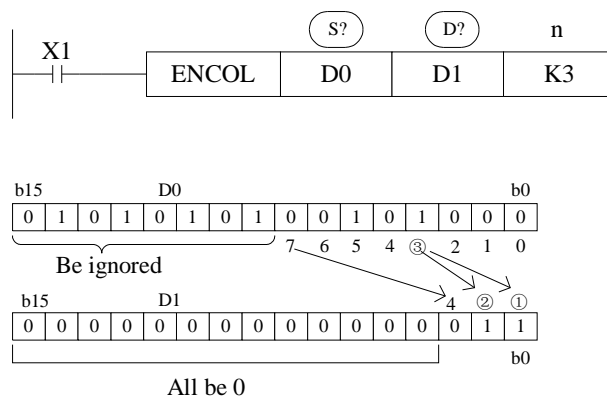 S? D? n
X1
ENCOL D0 D1 K3
b15 D0 b0
0 1 0 1 0 1 0 1 0 0 1 0 1 0 0 0
7 6 5 4 ③ 2 1 0
Be ignored
b15 D1 4 ② ①
0 0 0 0 0 0 0 0 0 0 0 0 0 0 1 1
b0
All be 0